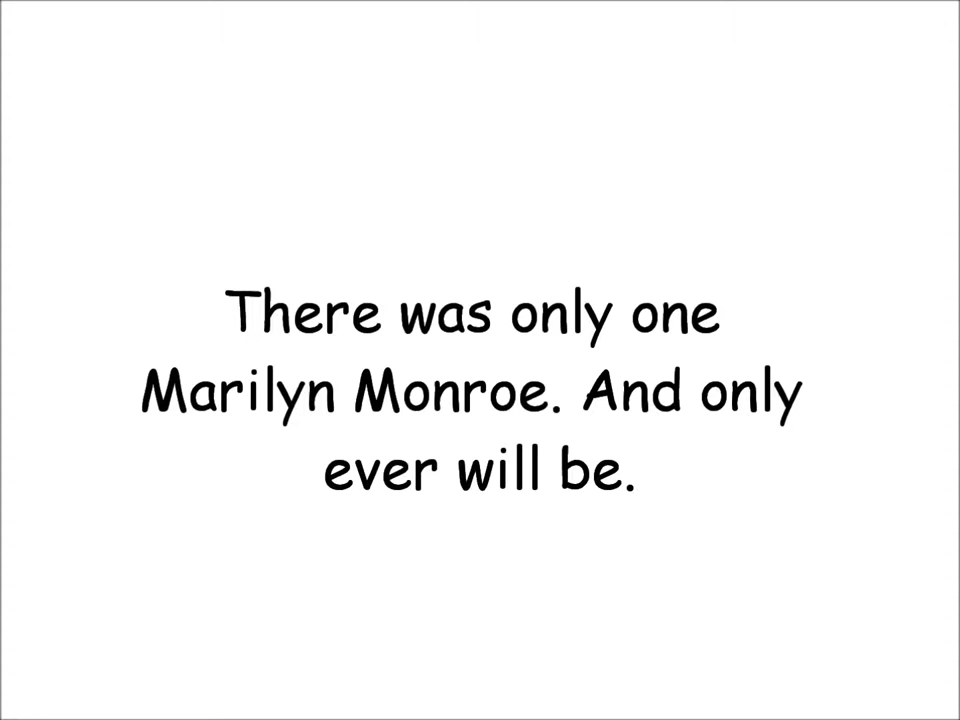 There was only one
Marilyn Monroe. And only
ever will be.